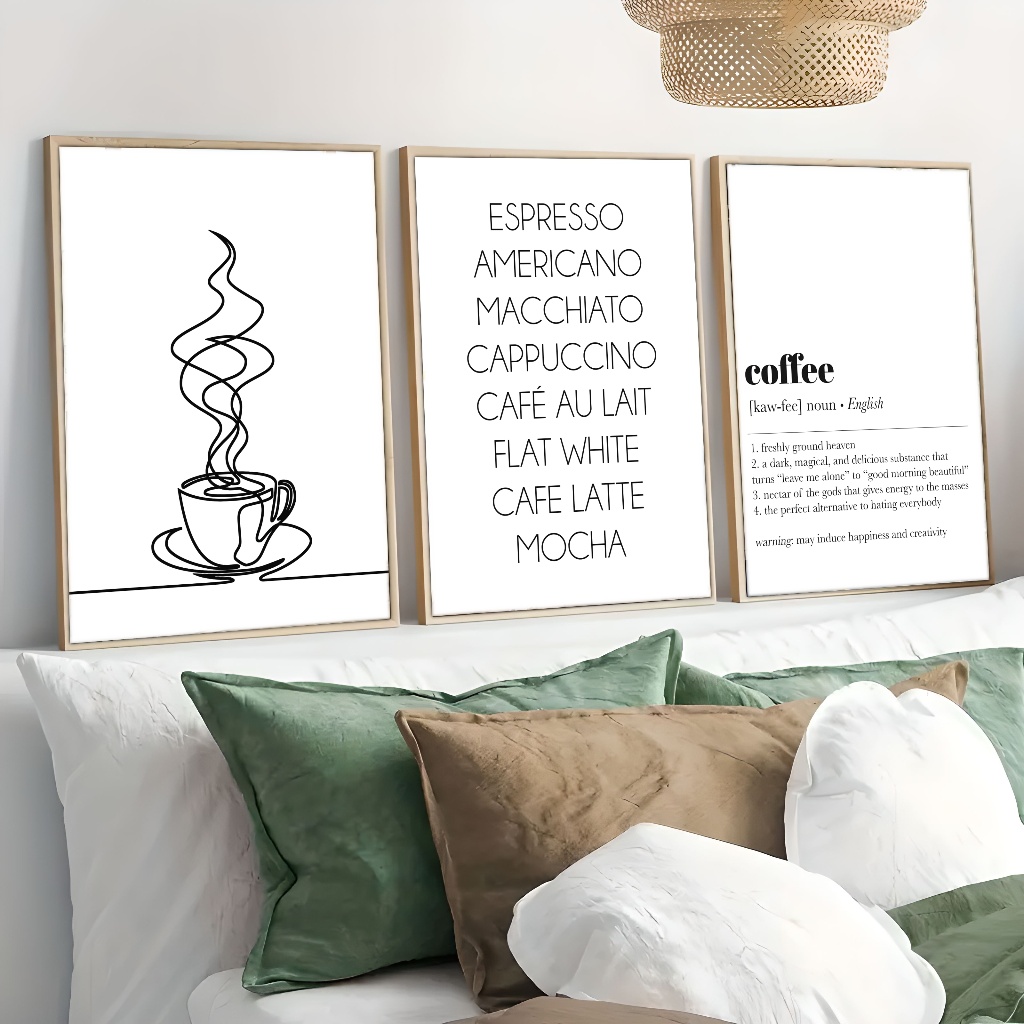 ESPRESSO
AMERICANO
MACCHIATO
CAPPUCCINO
CAFÉ AU LAIT
FLAT WHITE
CAFE LATTE
MOCHA
coffee
[kaw-fee] noun • English
1. freshly ground heaven
2. a dark, magical, and delicious substance that
turns “leave me alone” to “good morning beautiful”
3. nectar of the gods that gives energy to the masses
4. the perfect alternative to hating everybody
warning: may induce happiness and creativity